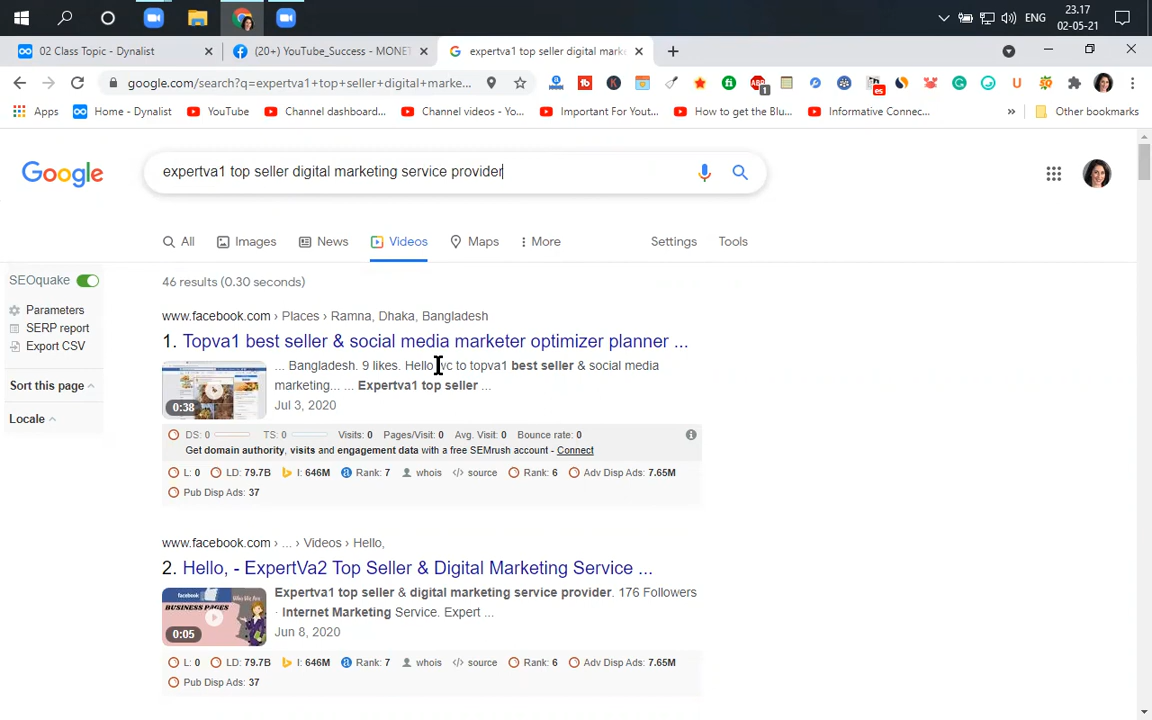 ENG
23.17
02-05-21
02 Class Topic - Dynalist
(20+) YouTube_Success - MONET
expertva1 top seller digital mark
google.com/search?q=expertva1+top+seller+digital+marke...
Apps
Home - Dynalist
YouTube
Channel dashboard...
Channel videos - Yo...
Important For Yout...
How to get the Blu...
Informative Connec...
»
Other bookmarks
Google
expertva1 top seller digital marketing service provider
All
Images
News
Videos
Maps
More
Settings
Tools
SEOquake
Parameters
SERP report
Export CSV
Sort this page
Locale
46 results (0.30 seconds)
www.facebook.com › Places › Ramna, Dhaka, Bangladesh
1. Topva1 best seller & social media marketer optimizer planner ...
... Bangladesh. 9 likes. Hello wc to topva1 best seller & social media
marketing... ... Expertva1 top seller ...
Jul 3, 2020
0:38
DS: 0 TS: 0 Visits: 0 Pages/Visit: 0 Avg. Visit: 0 Bounce rate: 0
Get domain authority, visits and engagement data with a free SEMrush account - Connect
L: 0 LD: 79.7B I: 646M Rank: 7 whois source Rank: 6 Adv Disp Ads: 7.65M
Pub Disp Ads: 37
www.facebook.com › ... › Videos › Hello,
2. Hello, - ExpertVa2 Top Seller & Digital Marketing Service ...
Expertva1 top seller & digital marketing service provider. 176 Followers
· Internet Marketing Service. Expert ...
Jun 8, 2020
facebook
BUSINESS PAGES
0:05
L: 0 LD: 79.7B I: 646M Rank: 7 whois source Rank: 6 Adv Disp Ads: 7.65M
Pub Disp Ads: 37